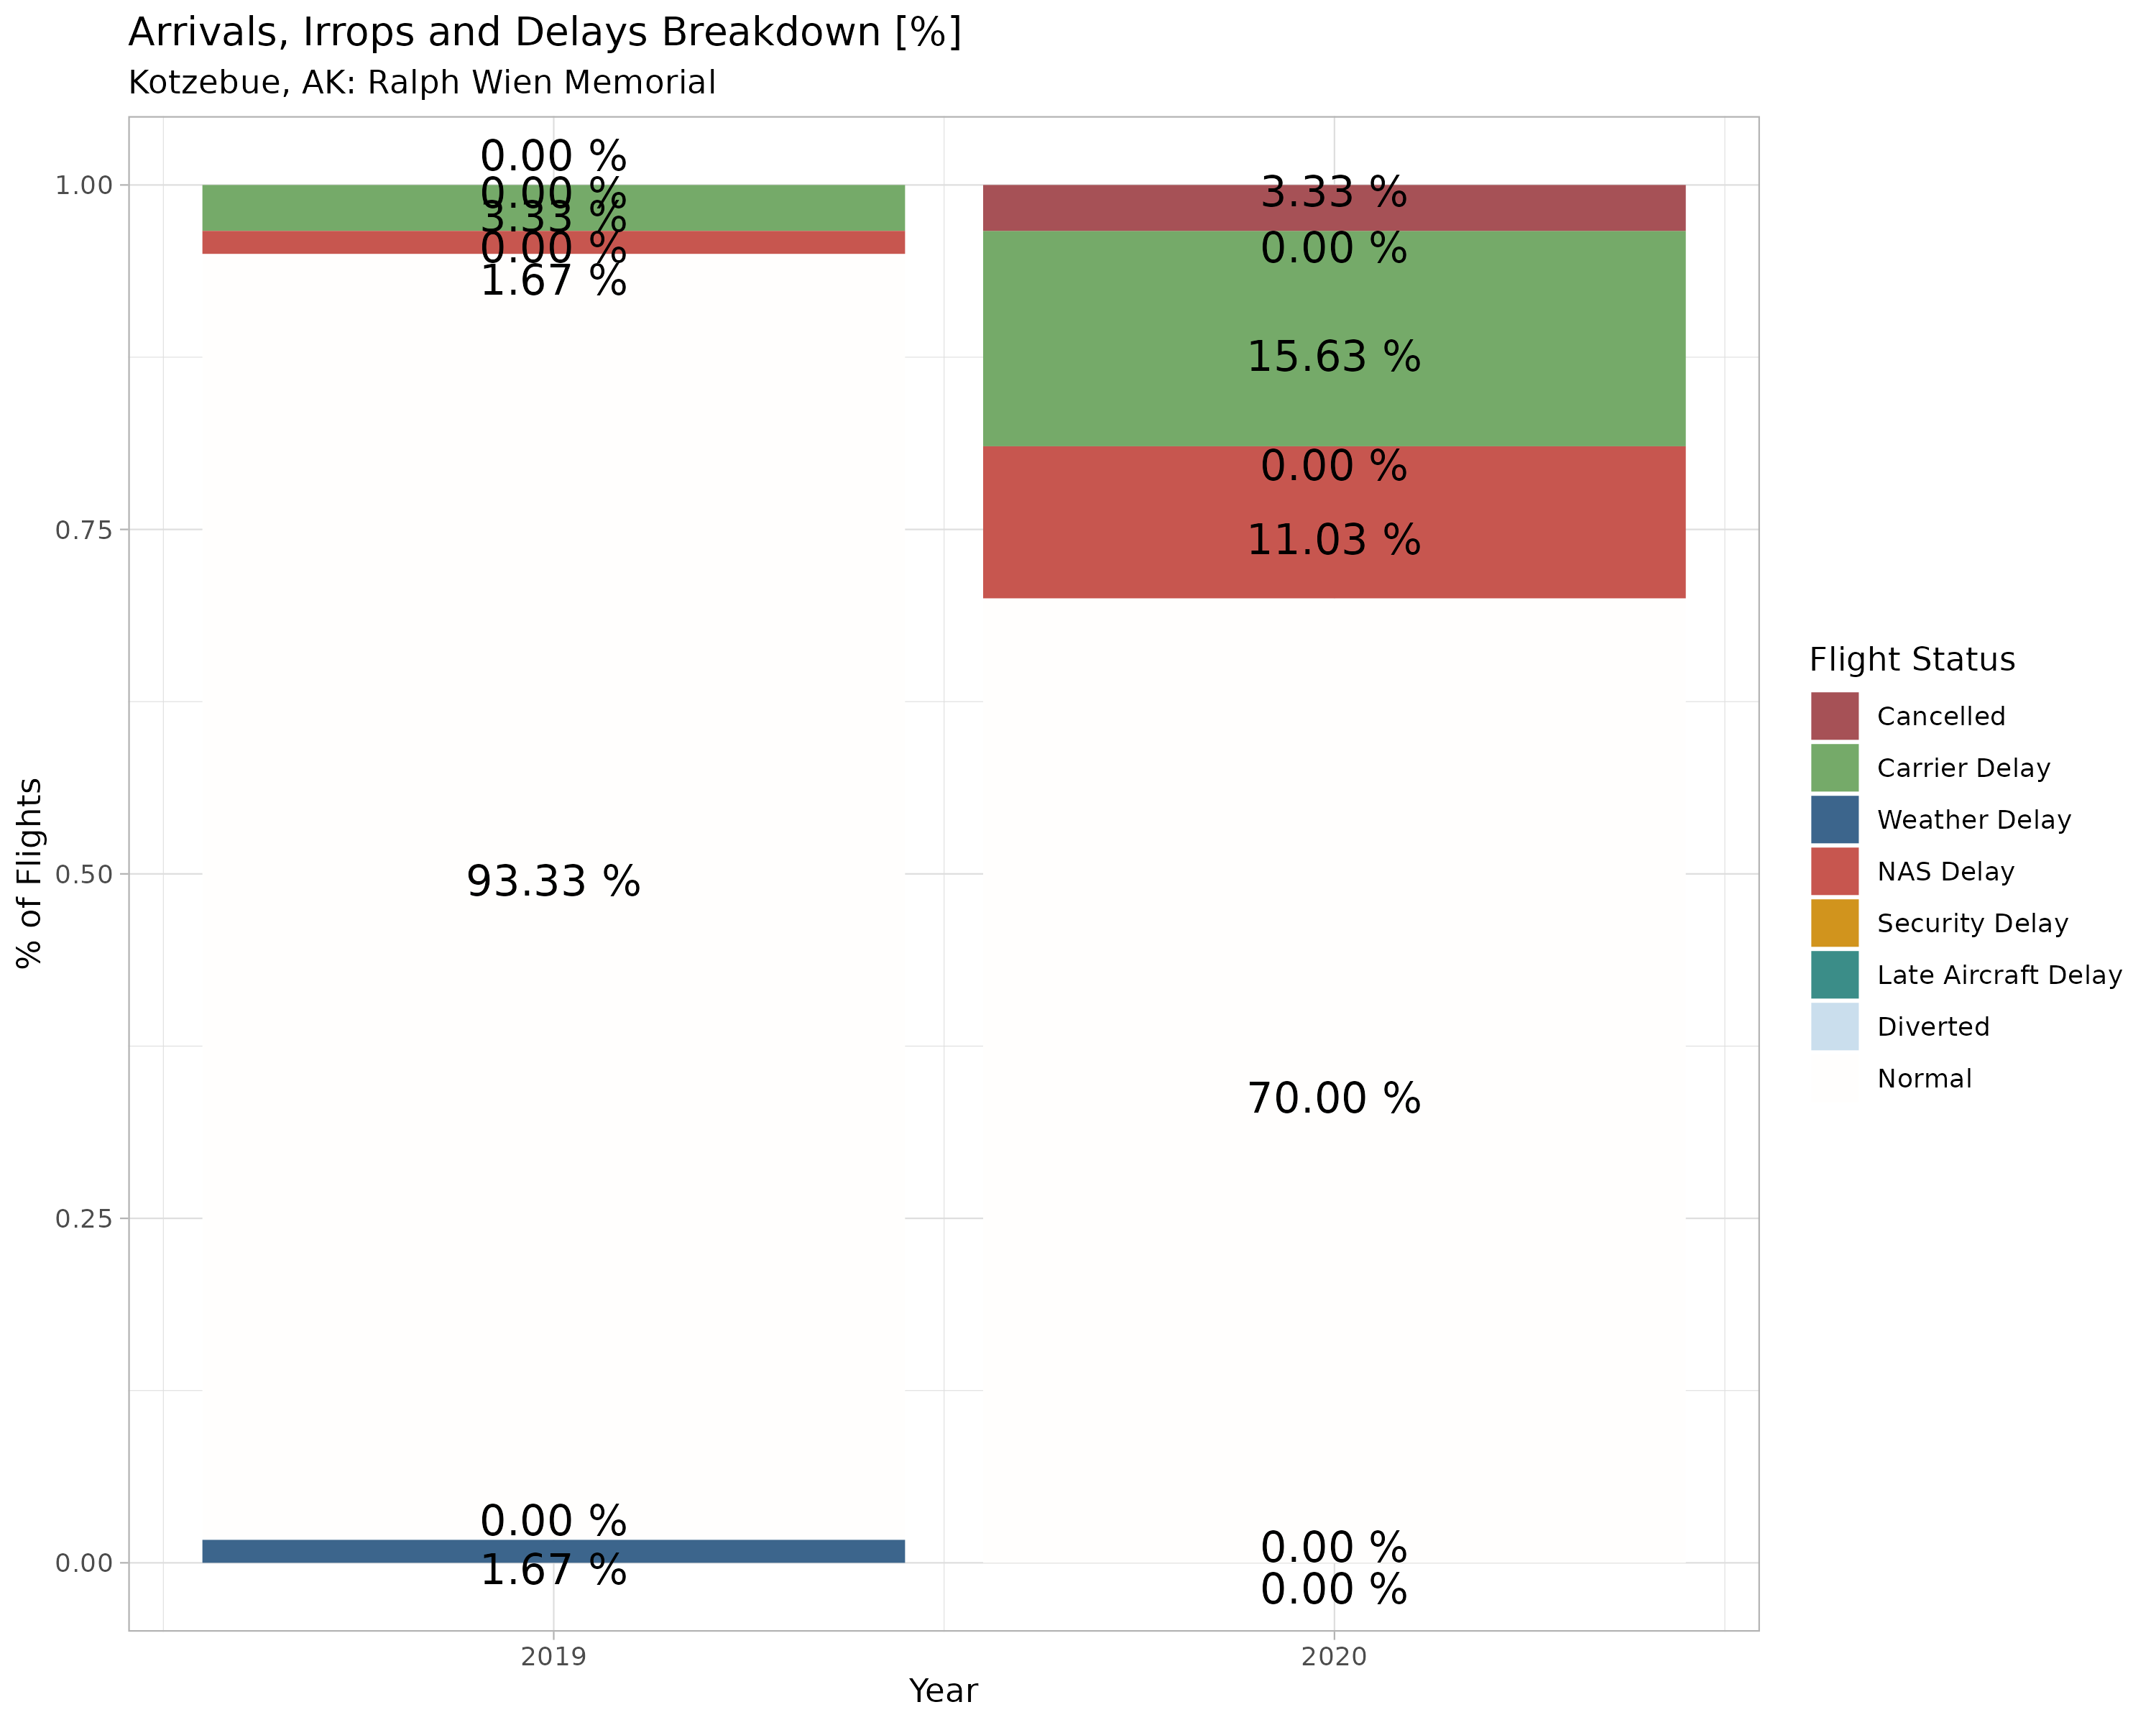 Arrivals, Irrops and Delays Breakdown [%]
Kotzebue, AK: Ralph Wien Memorial
% of Flights
1.00
0.75
0.50
0.25
0.00
0.00 %
0.00 %
3.33 %
0.00 %
1.67 %
93.33 %
0.00 %
1.67 %
3.33 %
0.00 %
15.63 %
0.00 %
11.03 %
70.00 %
0.00 %
0.00 %
2019
2020
Year
Flight Status
Cancelled
Carrier Delay
Weather Delay
NAS Delay
Security Delay
Late Aircraft Delay
Diverted
Normal